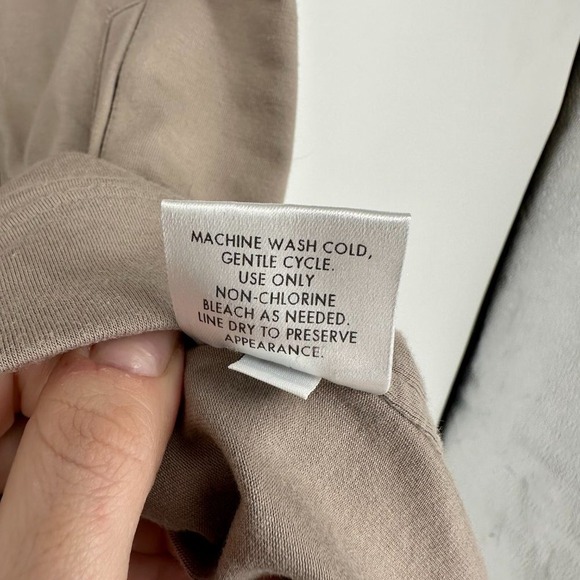 MACHINE WASH COLD,
GENTLE CYCLE.
USE ONLY
NON-CHLORINE
BLEACH AS NEEDED.
LINE DRY TO PRESERVE
APPEARANCE.